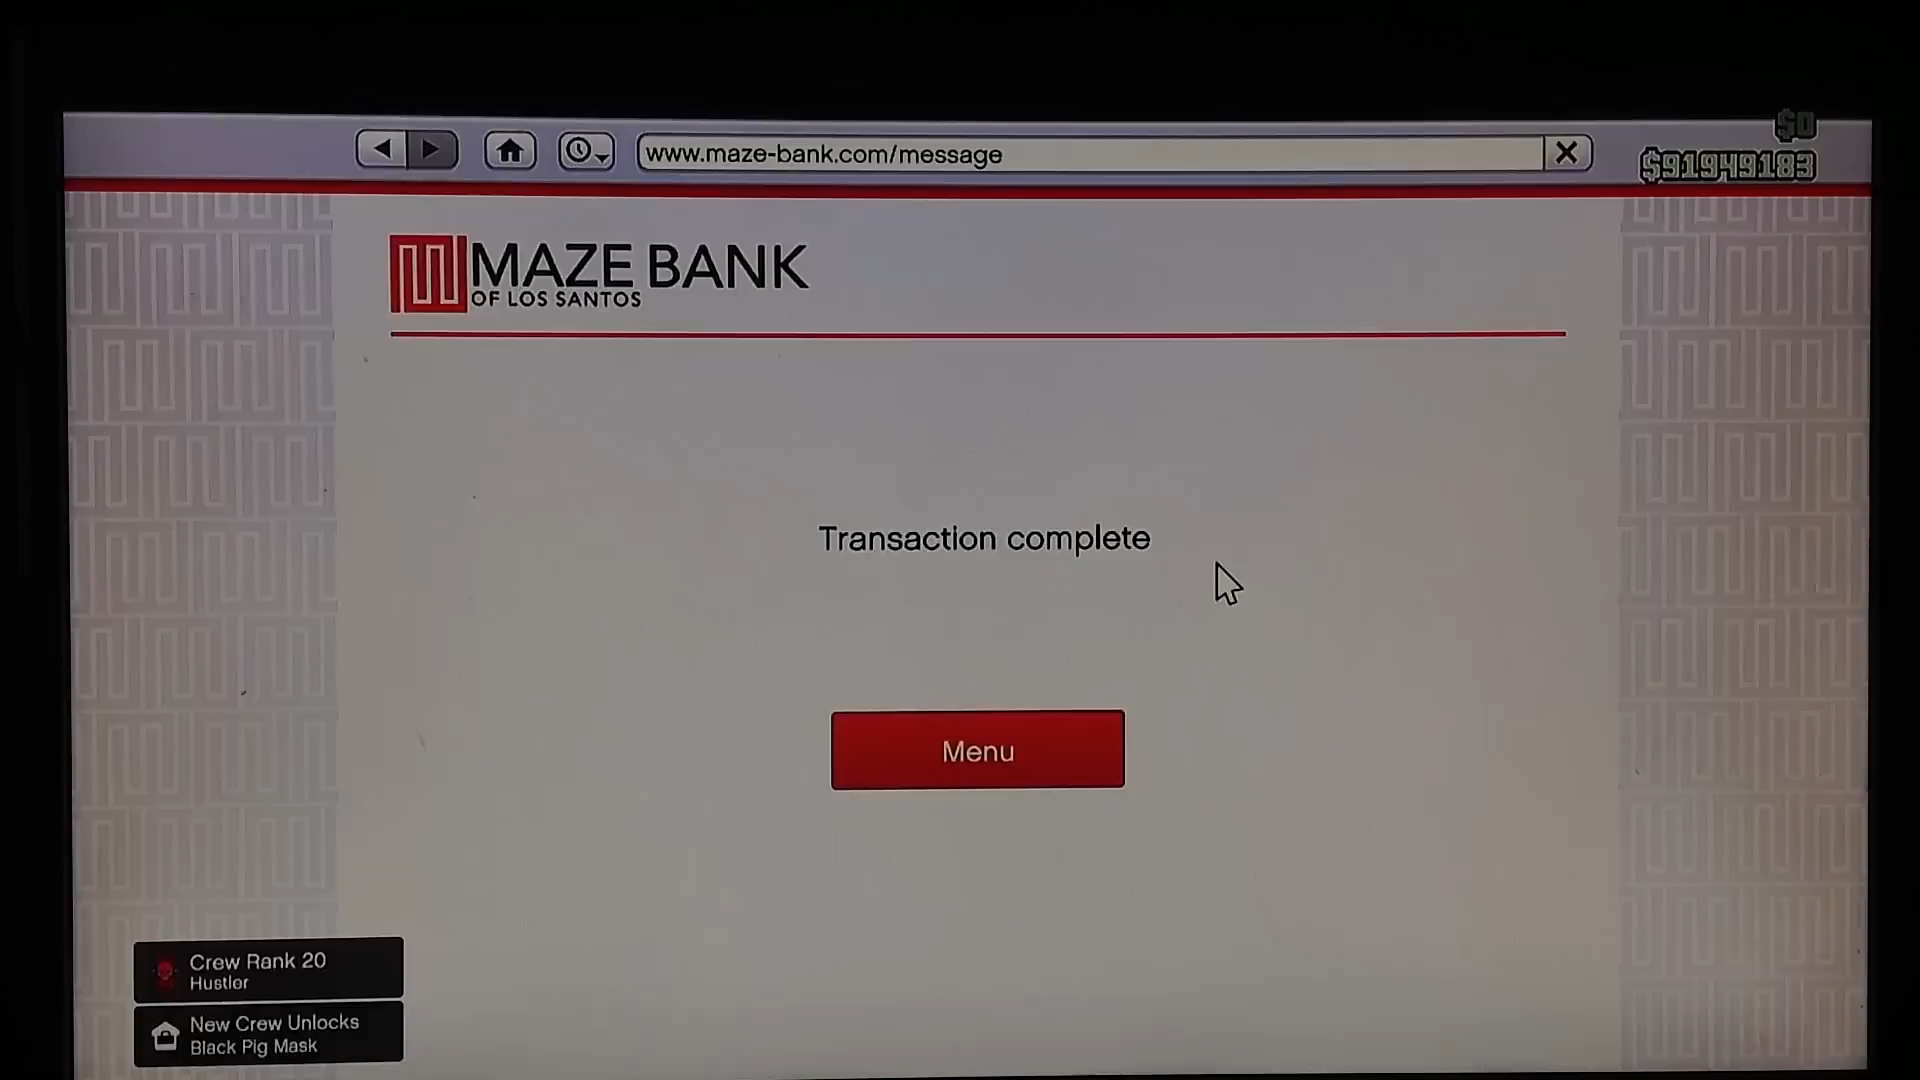 www.maze-bank.com/message
$0
$91949183
MAZE BANK
OF LOS SANTOS
Transaction complete
Menu
Crew Rank 20
Hustler
New Crew Unlocks
Black Pig Mask